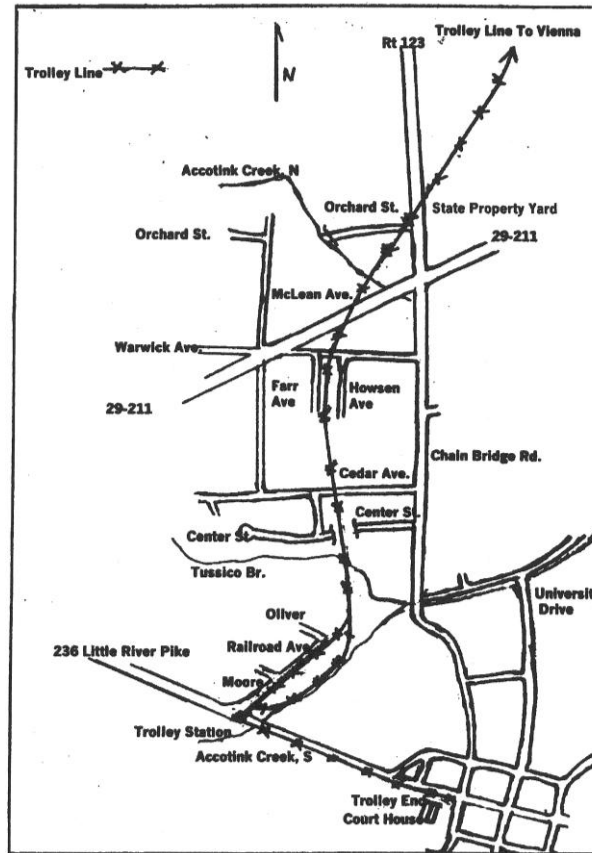 Trolley Line To Vienna
Rt 123
Trolley Line
N
Accotink Creek, N
Orchard St.
State Property Yard
Orchard St.
29-211
McLean Ave.
Warwick Ave.
Farr
Ave
Howsen
Ave
29-211
Chain Bridge Rd.
Cedar Ave.
Center St.
Center St
Tussico Br.
University
Drive
Oliver
Railroad Ave
236 Little River Pike
Moore
Trolley Station
Accotink Creek, S
Trolley End
Court House